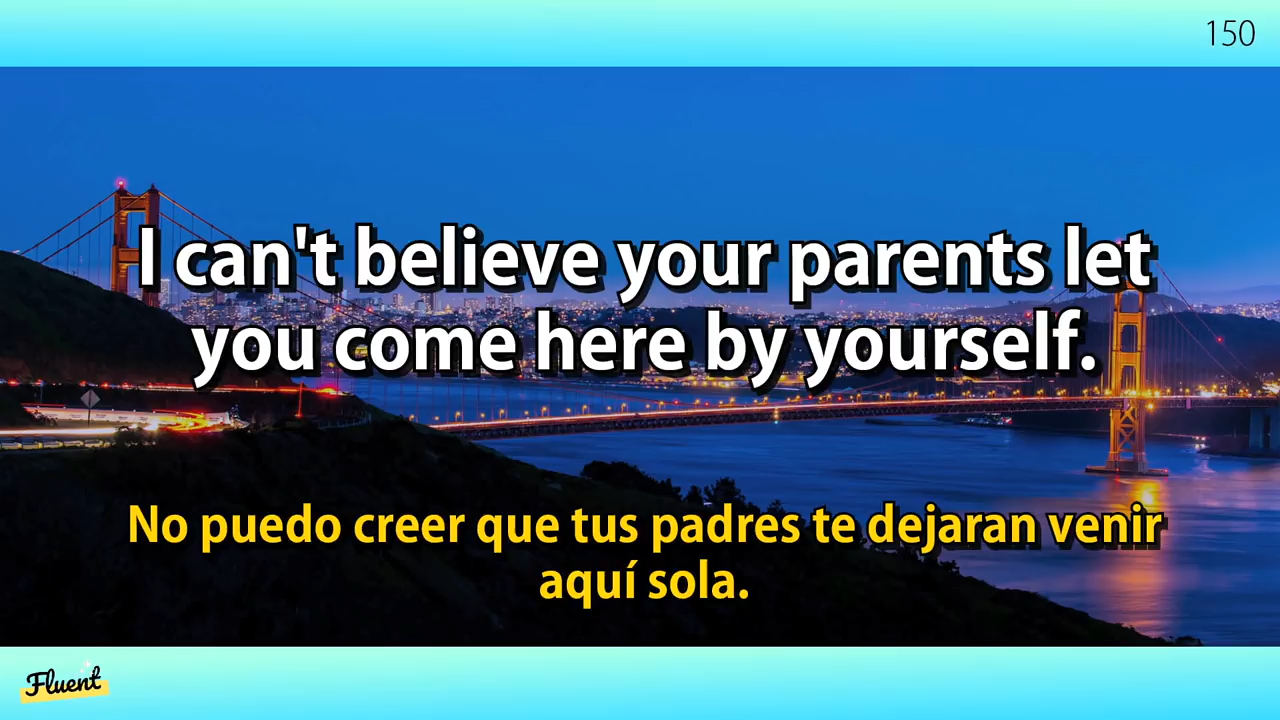 150
I can't believe your parents let
you come here by yourself.
No puedo creer que tus padres te dejaran venir
aquí sola.
Fluent